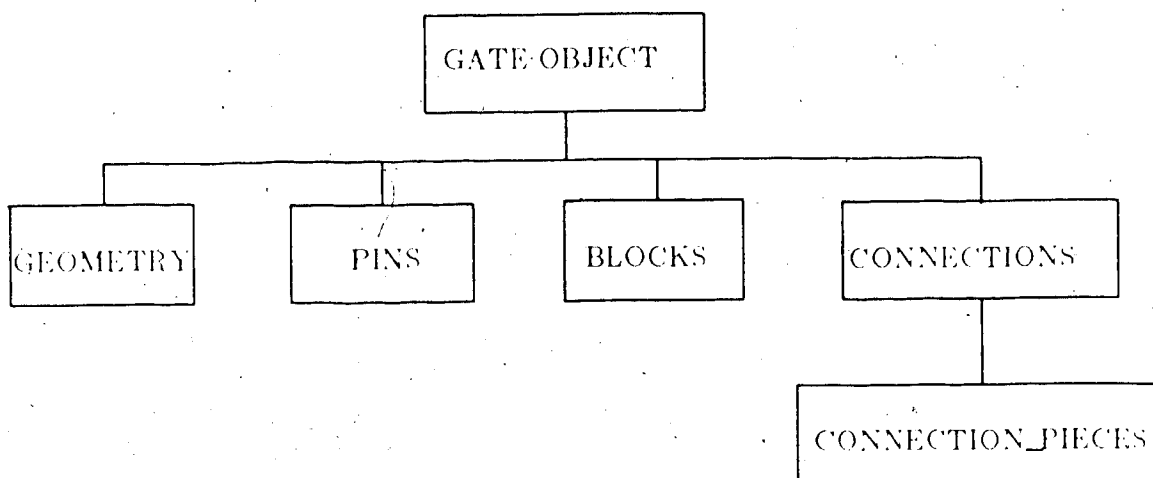 GATE-OBJECT
GEOMETRY
PINS
BLOCKS
CONNECTIONS
CONNECTION_PIECES